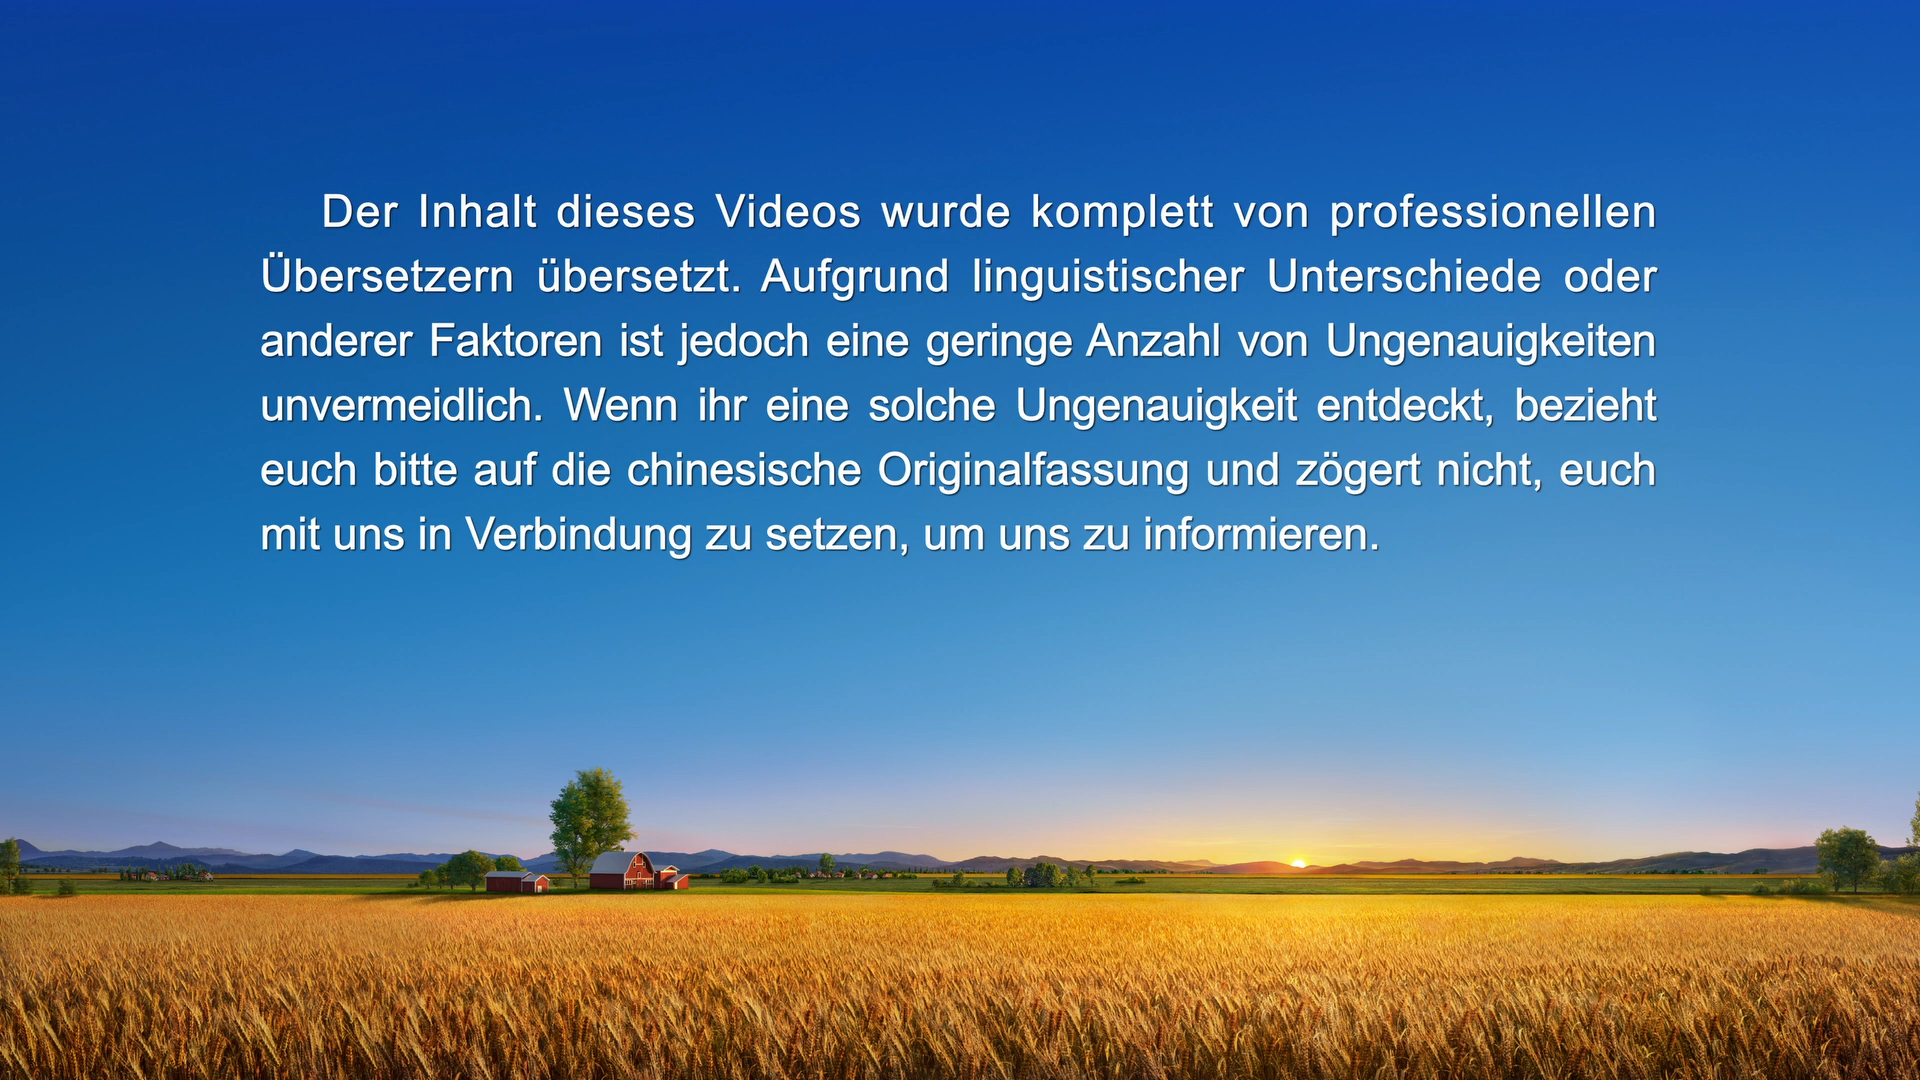 Der Inhalt dieses Videos wurde komplett von professionellen
Übersetzern übersetzt. Aufgrund linguistischer Unterschiede oder
anderer Faktoren ist jedoch eine geringe Anzahl von Ungenauigkeiten
unvermeidlich. Wenn ihr eine solche Ungenauigkeit entdeckt, bezieht
euch bitte auf die chinesische Originalfassung und zögert nicht, euch
mit uns in Verbindung zu setzen, um uns zu informieren.